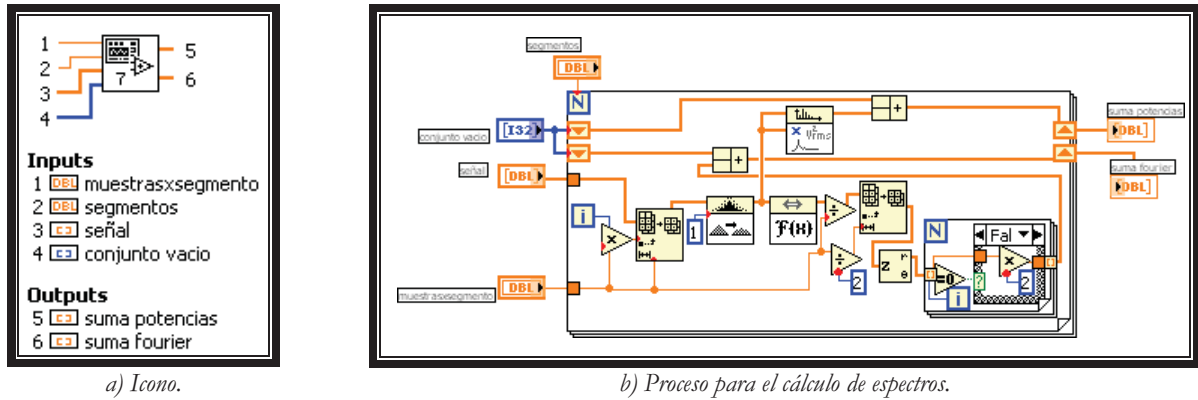 1
2
3
4
5
6
7
Inputs
1 DBL muestrasxsegmento
2 DBL segmentos
3 señal
4 conjunto vacio
Outputs
5 suma potencias
6 suma fourier
a) Icono.
segmentos
DBL
N
conjunto vacio
[I32]
señal
[DBL]
i
1
muestrasxsegmento
DBL
F(x)
2
z
r
θ
N
Fal
=0
?
i
2
suma potencias
DBL]
suma fourier
DBL]
b) Proceso para el cálculo de espectros.